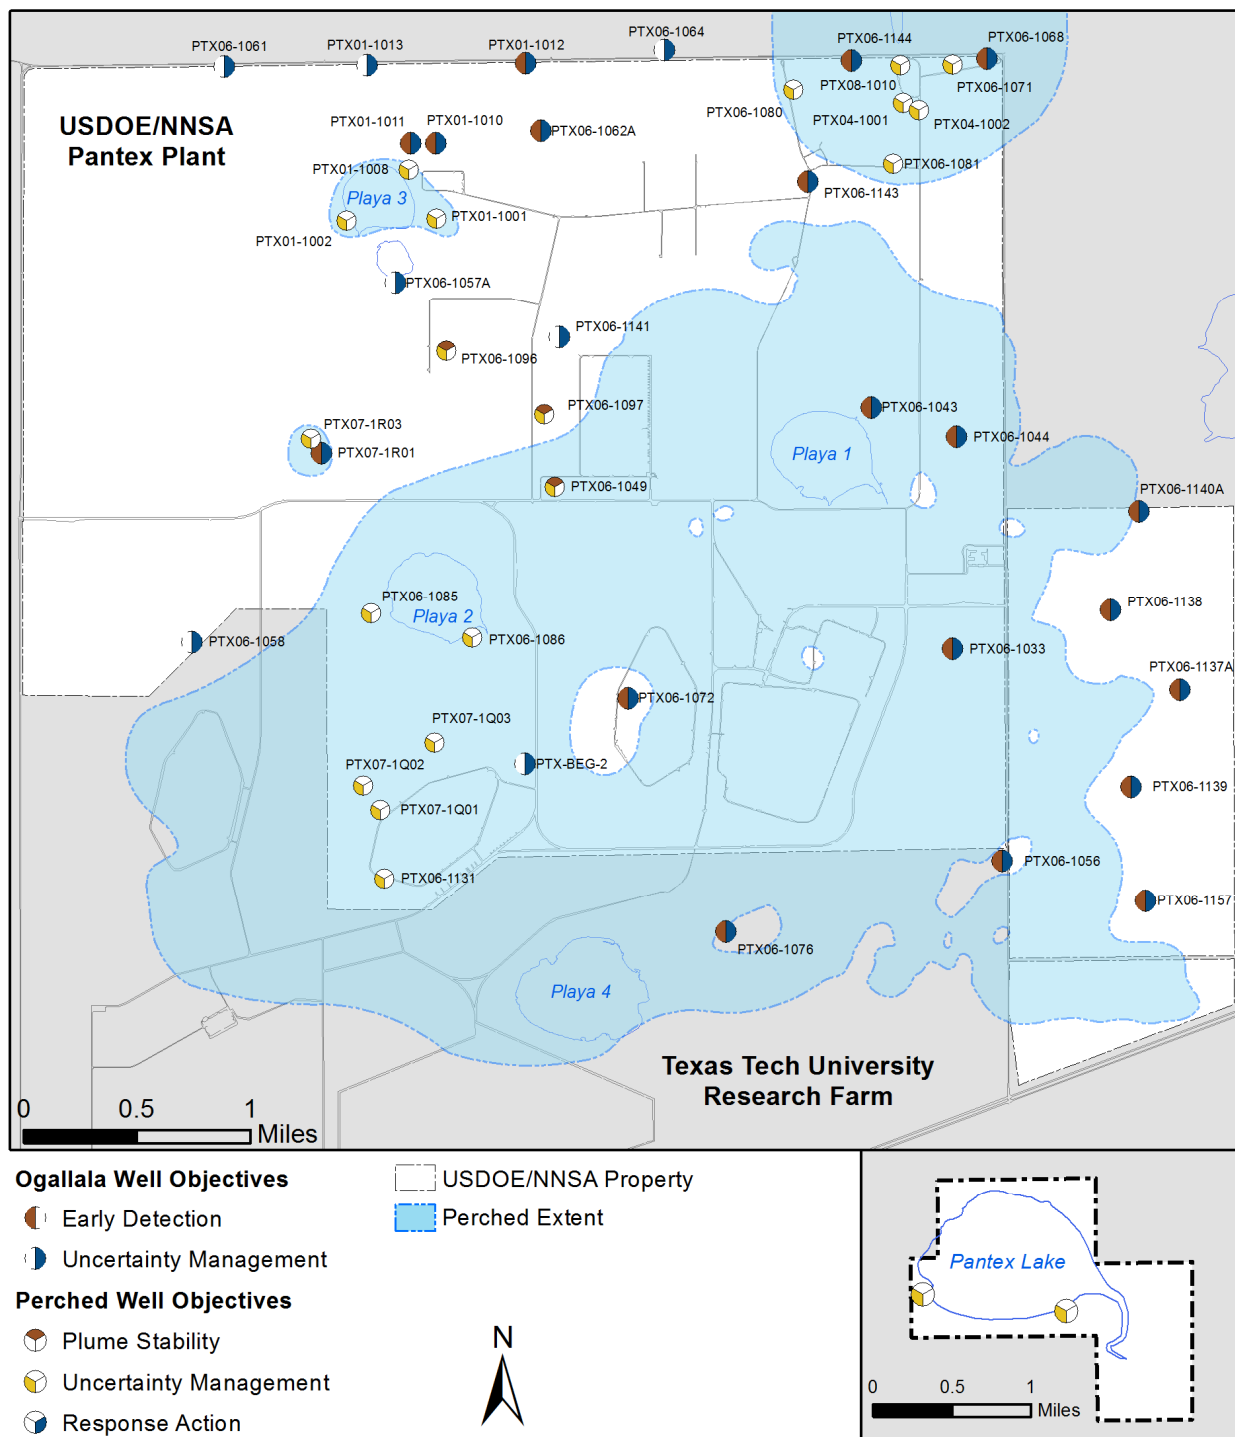 PTX06-1061
PTX01-1013
PTX01-1012
PTX06-1064
PTX06-1144
PTX06-1068
USDOE/NNSA
Pantex Plant
PTX01-1011
PTX01-1010
PTX06-1062A
PTX06-1080
PTX08-1010
PTX06-1071
PTX04-1001
PTX04-1002
PTX01-1008
PTX06-1081
Playa 3
PTX06-1143
PTX01-1001
PTX01-1002
PTX06-1057A
PTX06-1141
PTX06-1096
PTX06-1097
PTX06-1043
PTX07-1R03
PTX06-1044
PTX07-1R01
Playa 1
PTX06-1049
PTX06-1140A
PTX06-1085
Playa 2
PTX06-1138
PTX06-1058
PTX06-1086
PTX06-1033
PTX06-1137A
PTX06-1072
PTX07-1Q03
PTX07-1Q02
PTX-BEG-2
PTX06-1139
PTX07-1Q01
PTX06-1056
PTX06-1131
PTX06-1157
PTX06-1076
Playa 4
Texas Tech University
Research Farm
0 0.5 1
Miles
Ogallala Well Objectives
Early Detection
Uncertainty Management
Perched Well Objectives
Plume Stability
Uncertainty Management
Response Action
USDOE/NNSA Property
Perched Extent
N
Pantex Lake
0 0.5 1
Miles